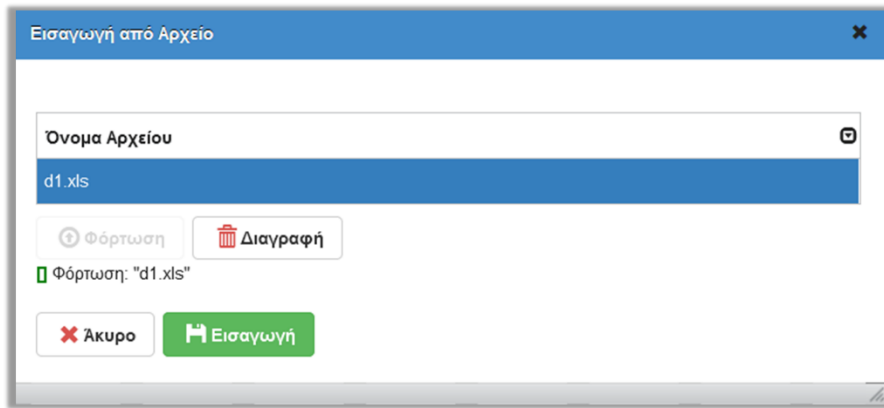 Εισαγωγή από Αρχείο
Όνομα Αρχείου
d1.xls
Φόρτωση Διαγραφή
Φόρτωση: "d1.xls"
Άκυρο Εισαγωγή